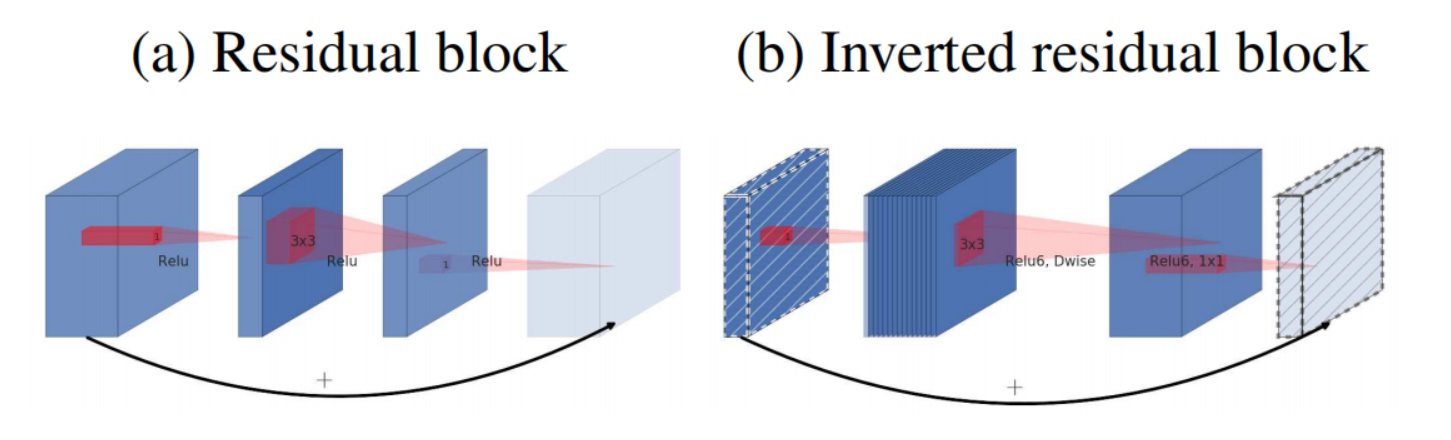 (a) Residual block
(b) Inverted residual block
1
Relu
3x3
Relu
1
Relu
+
1
3x3
Relu6, Dwise
Relu6, 1x1
+